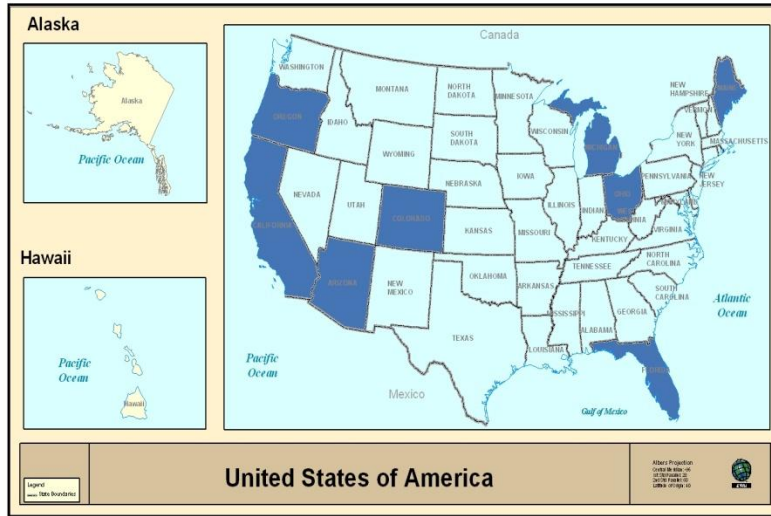 Alaska
Alaska
Pacific Ocean
Hawaii
Pacific
Ocean
Hawaii
Canada
WASHINGTON
MONTANA
NORTH
DAKOTA
MINNESOTA
NEW
HAMPSHIRE
MAINE
VERMONT
OREGON
IDAHO
SOUTH
DAKOTA
WISCONSIN
MICHIGAN
NEW
YORK
MASSACHUSETTS
WYOMING
NEBRASKA
IOWA
PENNSYLVANIA
NEW
JERSEY
NEVADA
UTAH
COLORADO
ILLINOIS
OHIO
CALIFORNIA
KANSAS
MISSOURI
KENTUCKY
VIRGINIA
ARIZONA
NEW
MEXICO
OKLAHOMA
ARKANSAS
TENNESSEE
NORTH
CAROLINA
SOUTH
CAROLINA
MISSISSIPPI
ALABAMA
GEORGIA
TEXAS
LOUISIANA
FLORIDA
Atlantic
Ocean
Pacific
Ocean
Mexico
Gulf of Mexico
Legend
State Boundaries
United States of America
Albers Projection